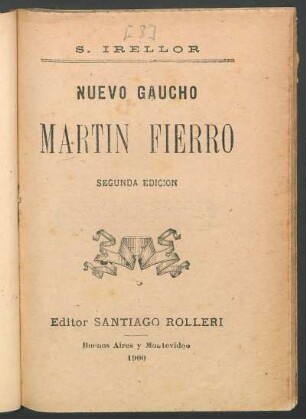 S. IRELLOR
NUEVO GAUCHO
MARTIN FIERRO
SEGUNDA EDICION
Editor SANTIAGO ROLLERI
Buenos Aires y Montevideo
1900